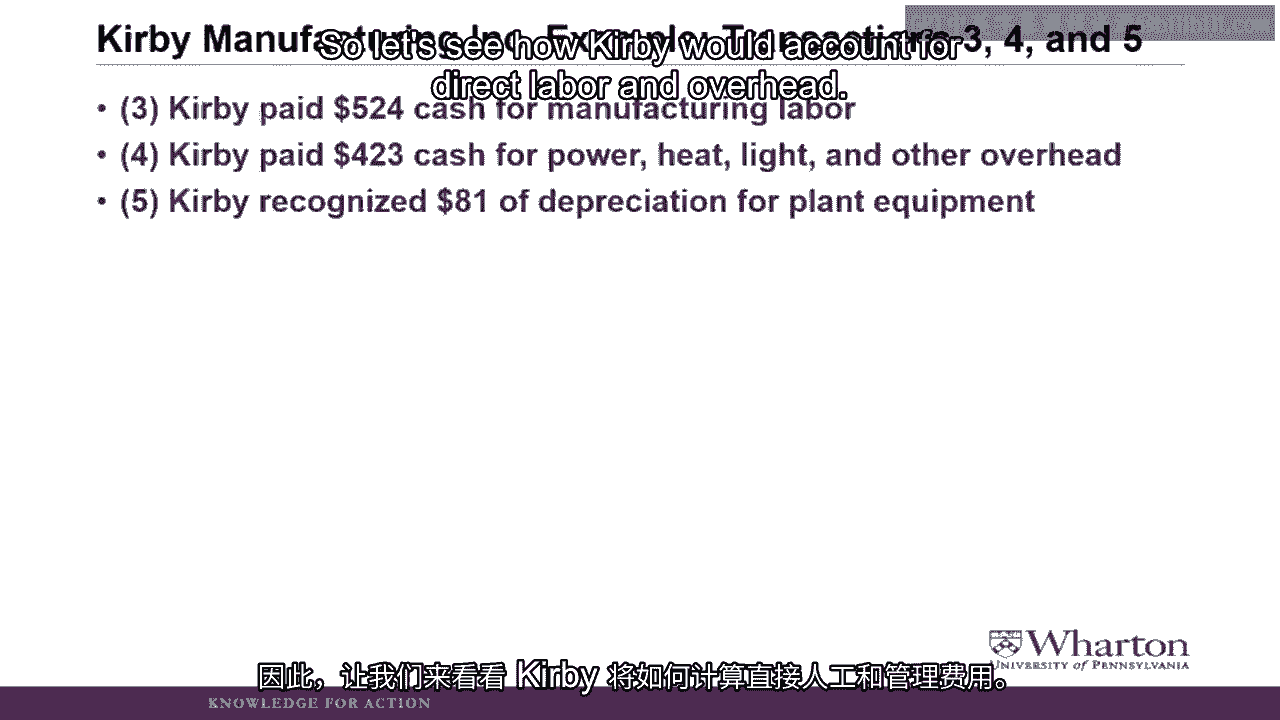 Kirby Manufacturing Inc. Example: Transactions 3, 4, and 5
So let's see how Kirby would account for
direct labor and overhead.
• (3) Kirby paid $524 cash for manufacturing labor
• (4) Kirby paid $423 cash for power, heat, light, and other overhead
• (5) Kirby recognized $81 of depreciation for plant equipment
Wharton
UNIVERSITY of PENNSYLVANIA
因此，让我们来看看 Kirby 将如何计算直接人工和管理费用。
KNOWLEDGE FOR ACTION